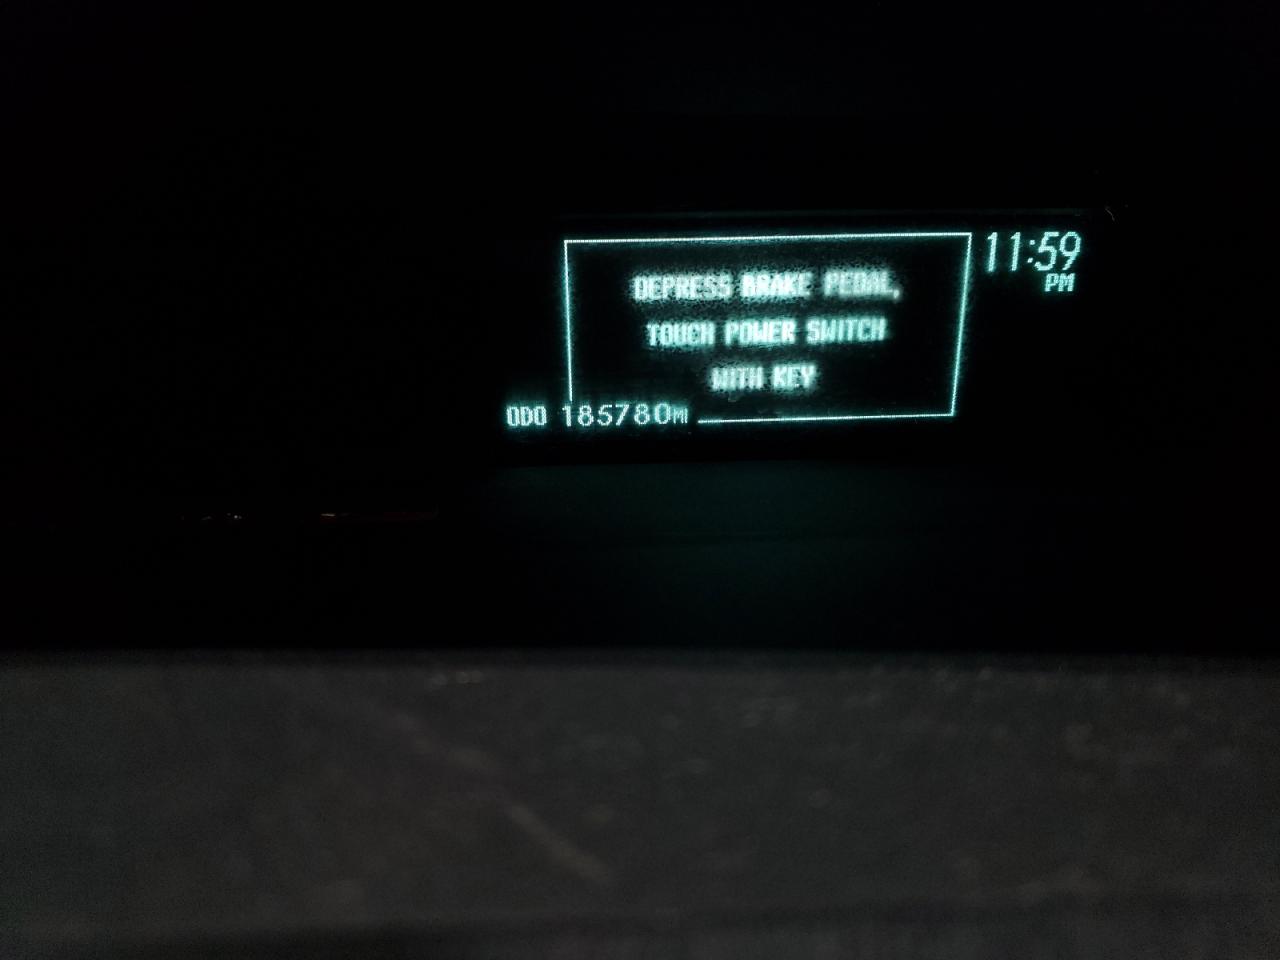 11:59
PM
DEPRESS BRAKE PEDAL,
TOUCH POWER SWITCH
WITH KEY
ODO 185780MI